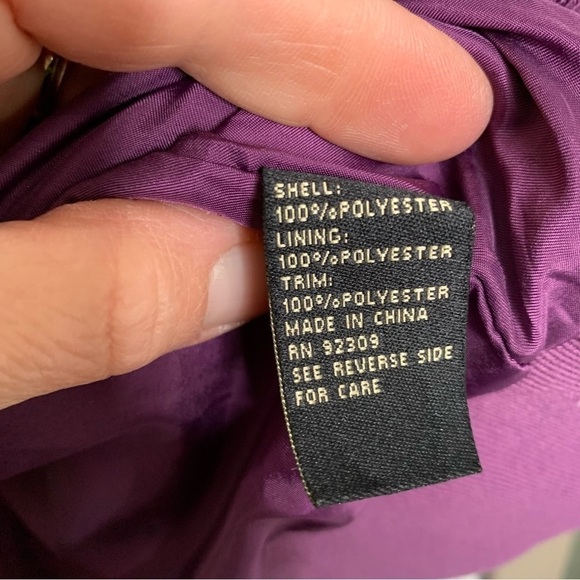 SHELL:
100%POLYESTER
LINING:
100%POLYESTER
TRIM:
100%POLYESTER
MADE IN CHINA
RN 92309
SEE REVERSE SIDE
FOR CARE